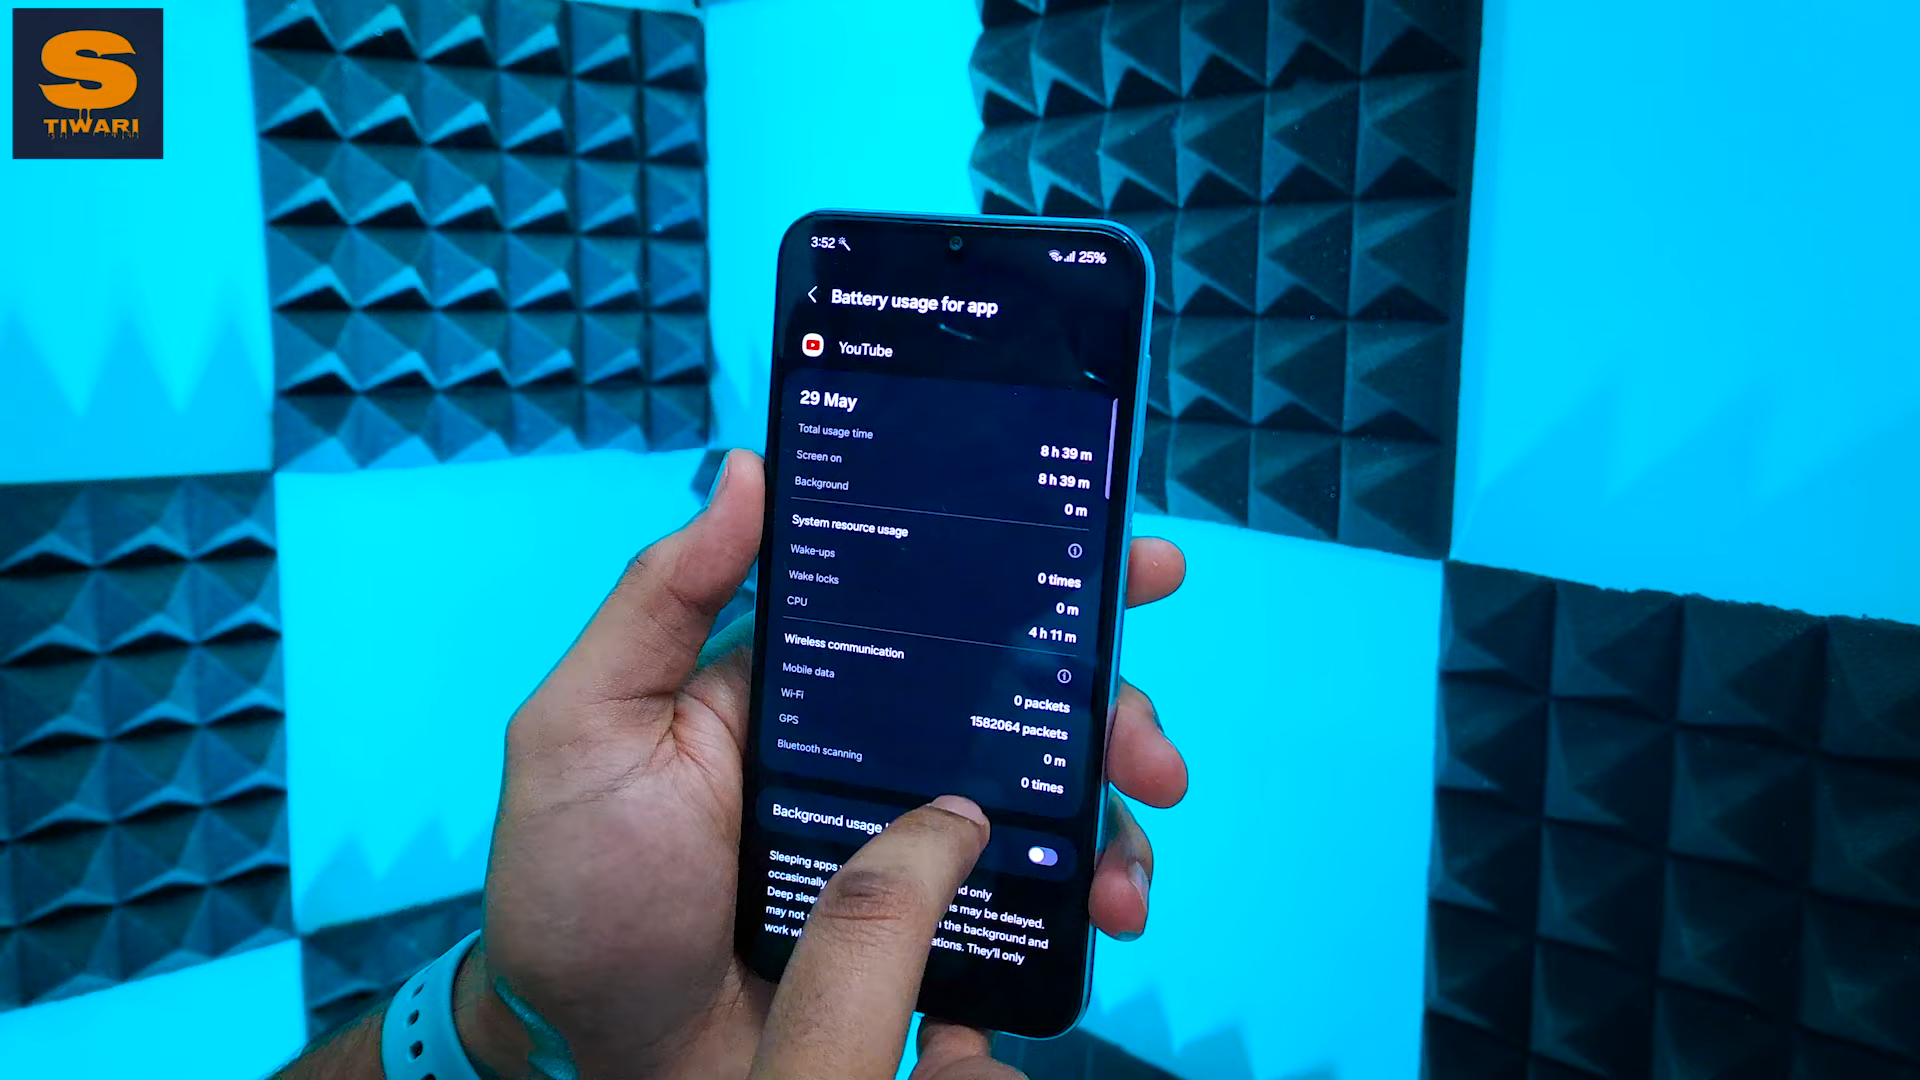 S
TIWARI
3:52
25%
Battery usage for app
YouTube
29 May
Total usage time 8 h 39 m
Screen on 8 h 39 m
Background 0 m
System resource usage
Wake-ups 0 times
Wake locks 0 m
CPU 4 h 11 m
Wireless communication
Mobile data 0 packets
Wi-Fi 1582064 packets
GPS 0 m
Bluetooth scanning 0 times
Background usage
Sleeping apps only
occasionally may be delayed.
Deep the background and
may not They'll only
work